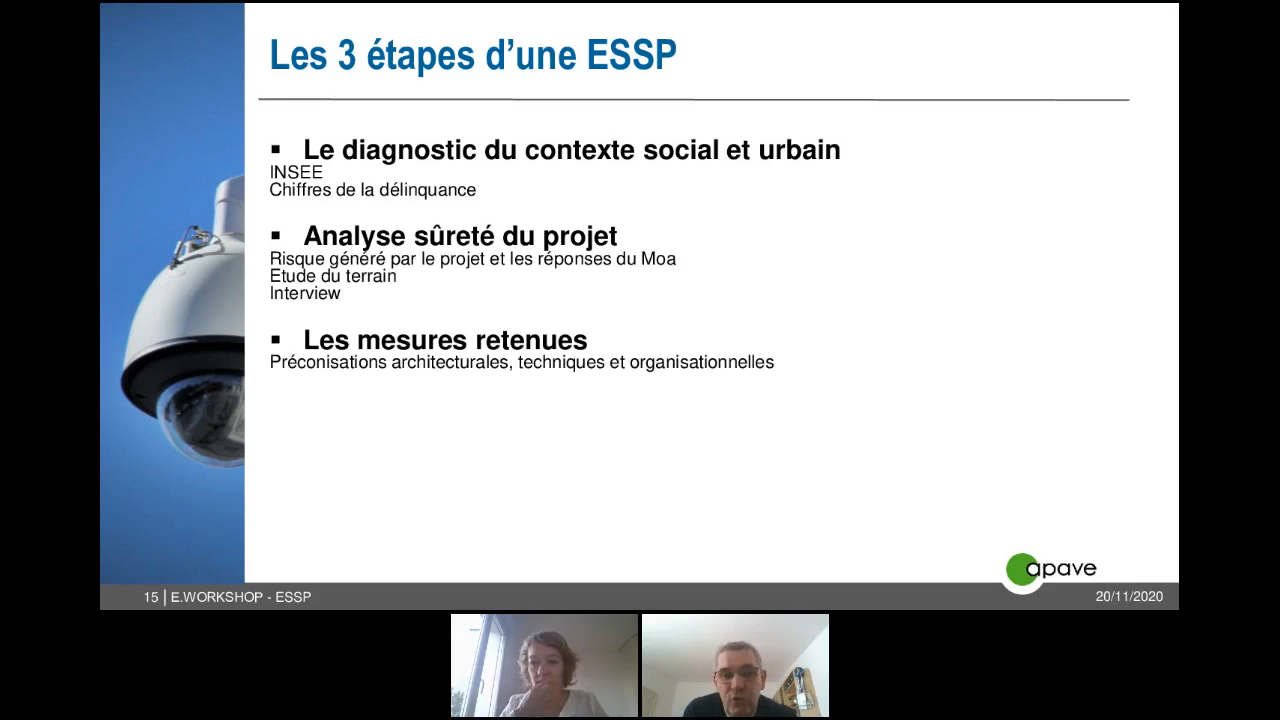 Les 3 étapes d’une ESSP
▪ Le diagnostic du contexte social et urbain
INSEE
Chiffres de la délinquance
▪ Analyse sûreté du projet
Risque généré par le projet et les réponses du Moa
Etude du terrain
Interview
▪ Les mesures retenues
Préconisations architecturales, techniques et organisationnelles
apave
15 | E.WORKSHOP - ESSP
20/11/2020